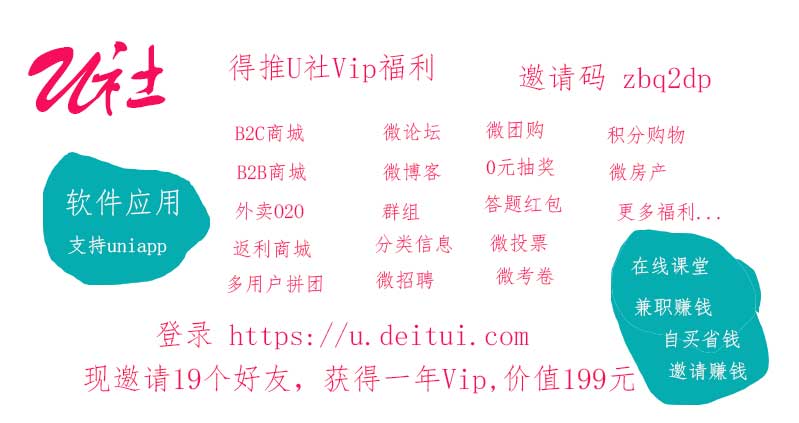 U社
得推U社Vip福利
邀请码 zbq2dp
B2C商城 微论坛 微团购 积分购物
B2B商城 微博客 0元抽奖 微房产
外卖O2O 群组 答题红包 更多福利...
返利商城 分类信息 微投票
多用户拼团 微招聘 微考卷
软件应用
支持uniapp
在线课堂
兼职赚钱
自买省钱
邀请赚钱
登录 https://u.deitui.com
现邀请19个好友，获得一年Vip,价值199元